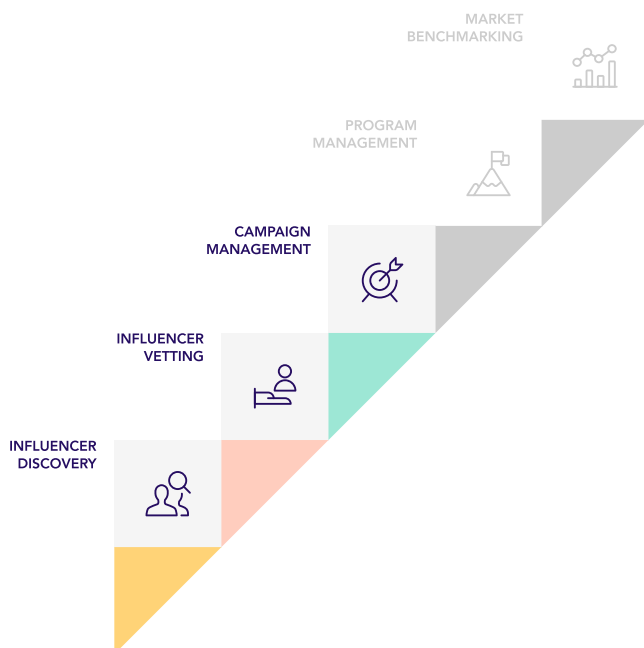 MARKET
BENCHMARKING
PROGRAM
MANAGEMENT
CAMPAIGN
MANAGEMENT
INFLUENCER
VETTING
INFLUENCER
DISCOVERY